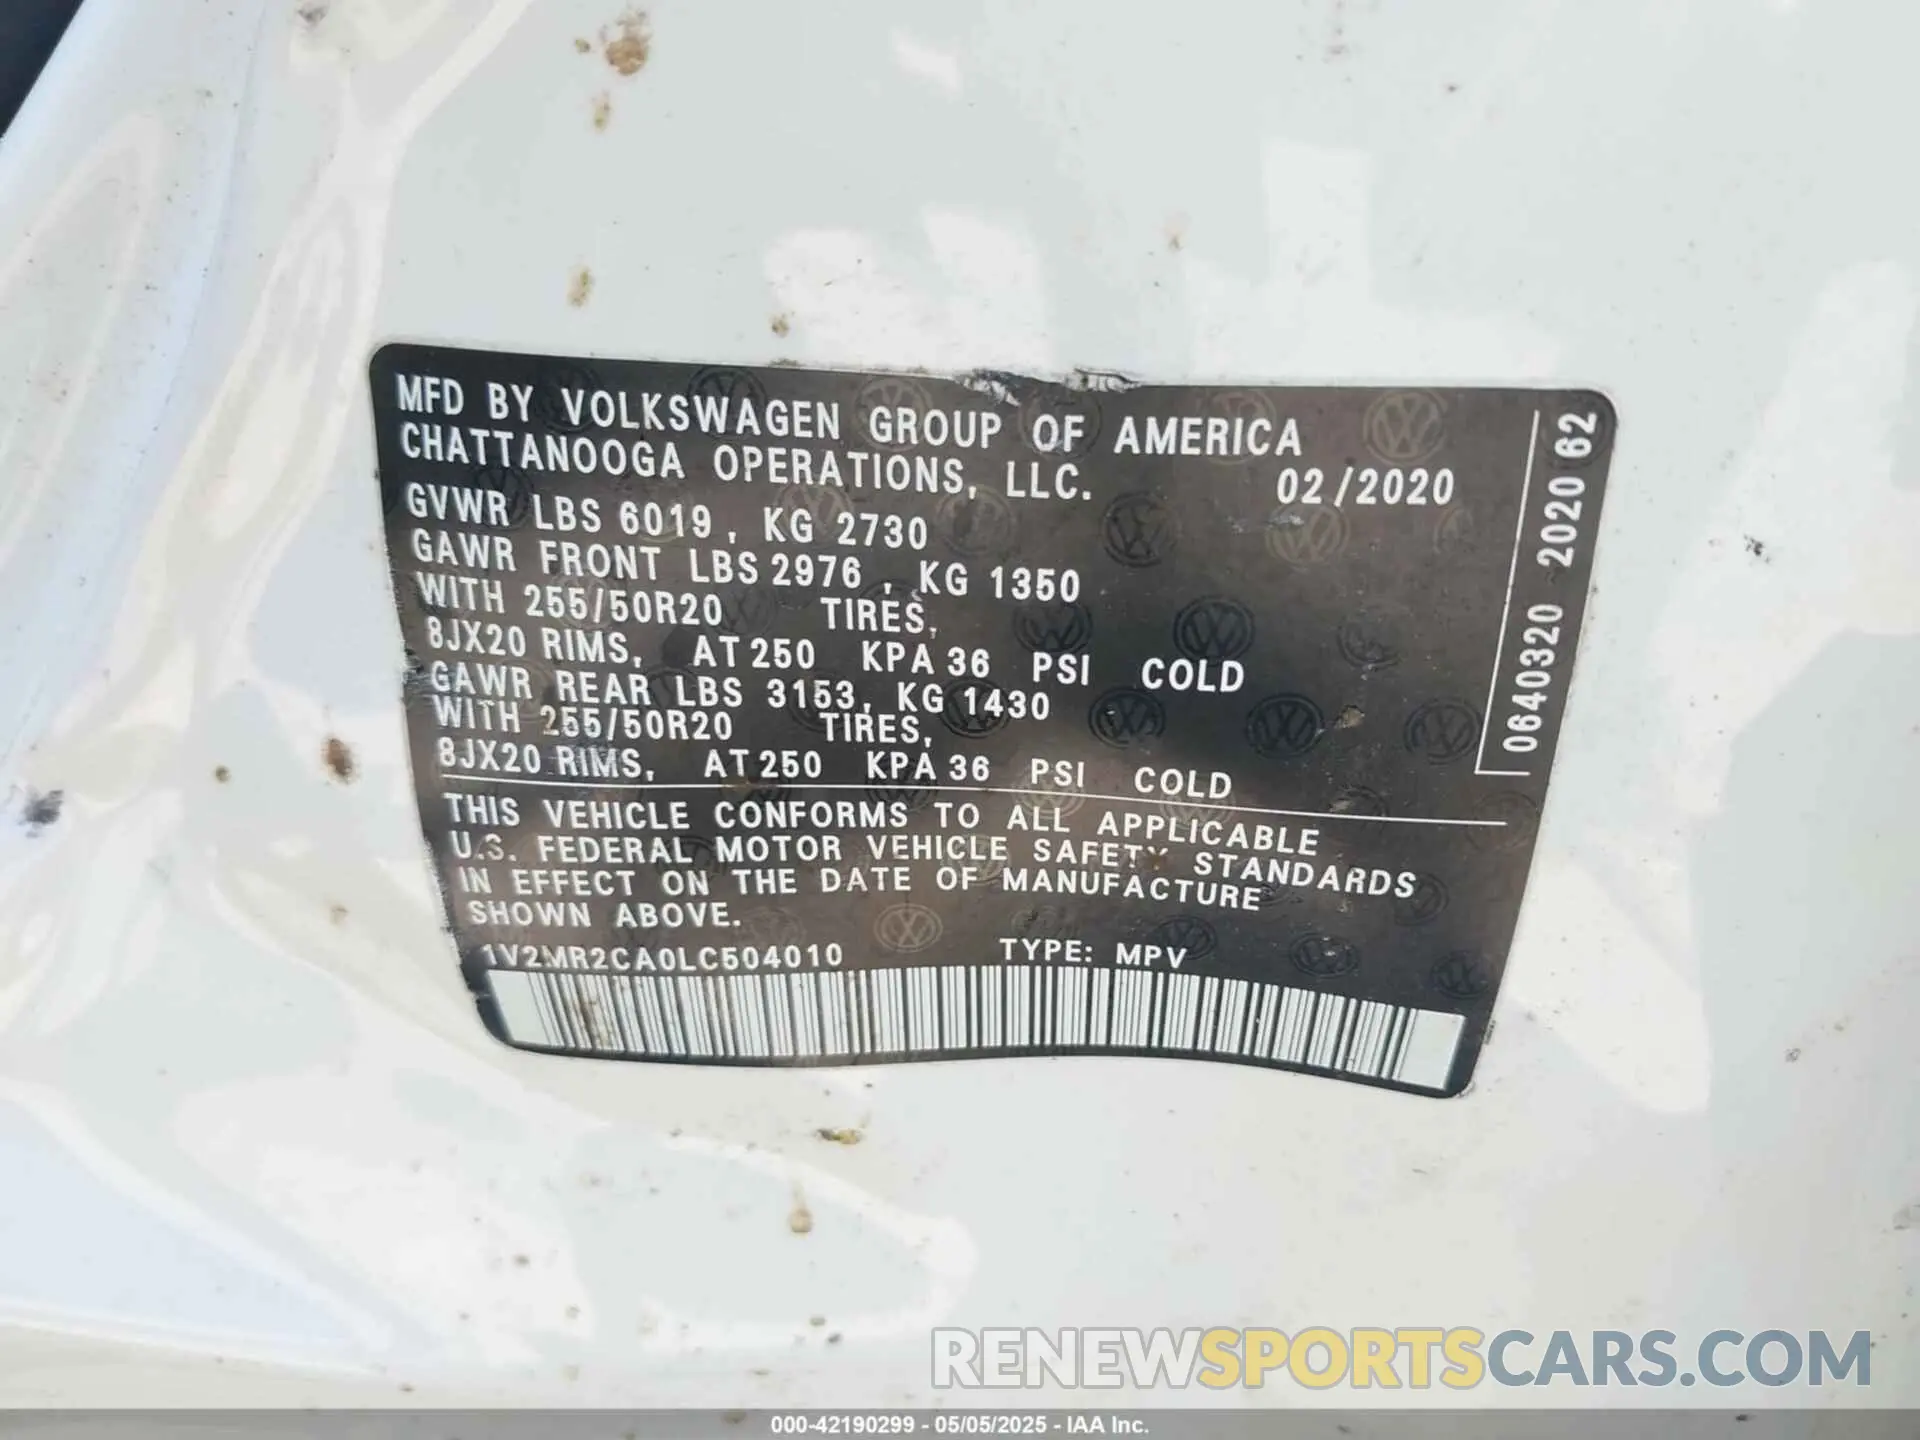 MFD BY VOLKSWAGEN GROUP OF AMERICA
CHATTANOOGA OPERATIONS, LLC. 02/2020
GVWR LBS 6019, KG 2730
GAWR FRONT LBS 2976, KG 1350
WITH 255/50R20 TIRES,
8JX20 RIMS, AT 250 KPA 36 PSI COLD
GAWR REAR LBS 3153, KG 1430
WITH 255/50R20 TIRES,
8JX20 RIMS, AT 250 KPA 36 PSI COLD
THIS VEHICLE CONFORMS TO ALL APPLICABLE
U.S. FEDERAL MOTOR VEHICLE SAFETY STANDARDS
IN EFFECT ON THE DATE OF MANUFACTURE
SHOWN ABOVE.
1V2MR2CA0LC504010 TYPE: MPV
0640320 2020 62
RENEWSPORTSCARS.COM
000-42190299 - 05/05/2025 - IAA Inc.